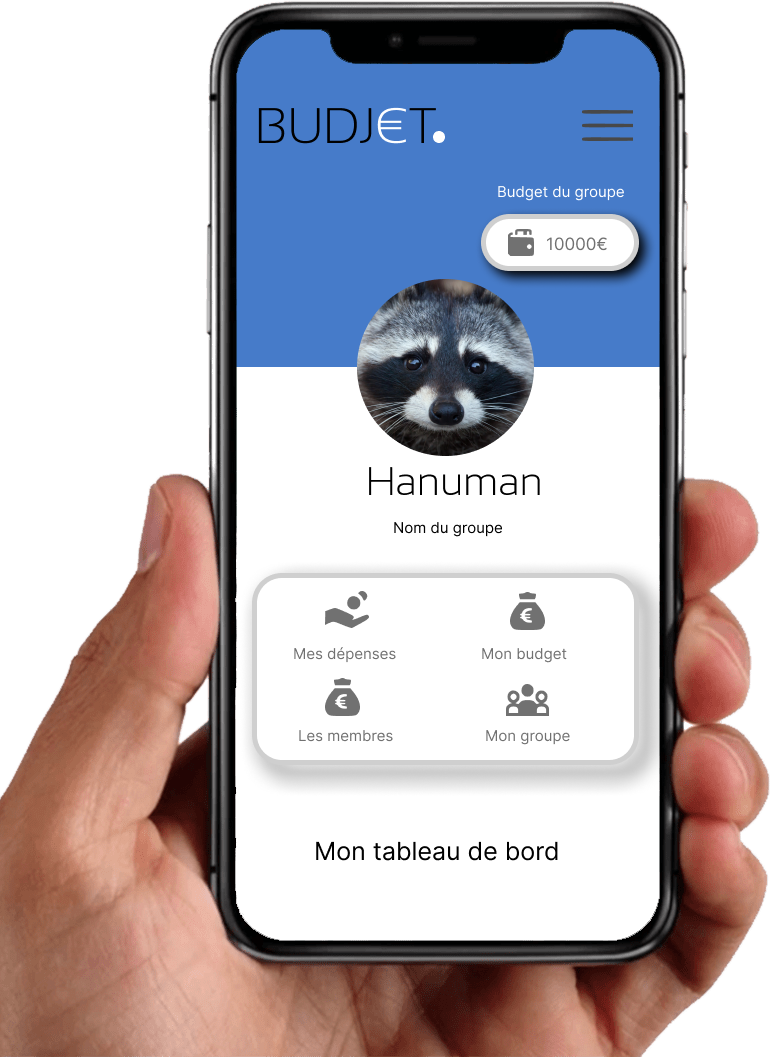 BUDJ€T.
Budget du groupe
10000€
Hanuman
Nom du groupe
Mes dépenses
Mon budget
Les membres
Mon groupe
Mon tableau de bord